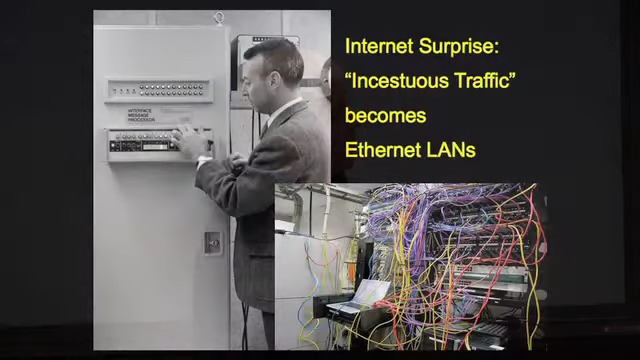 Internet Surprise:
“Incestuous Traffic”
becomes
Ethernet LANs
INTERFACE
MESSAGE
PROCESSOR